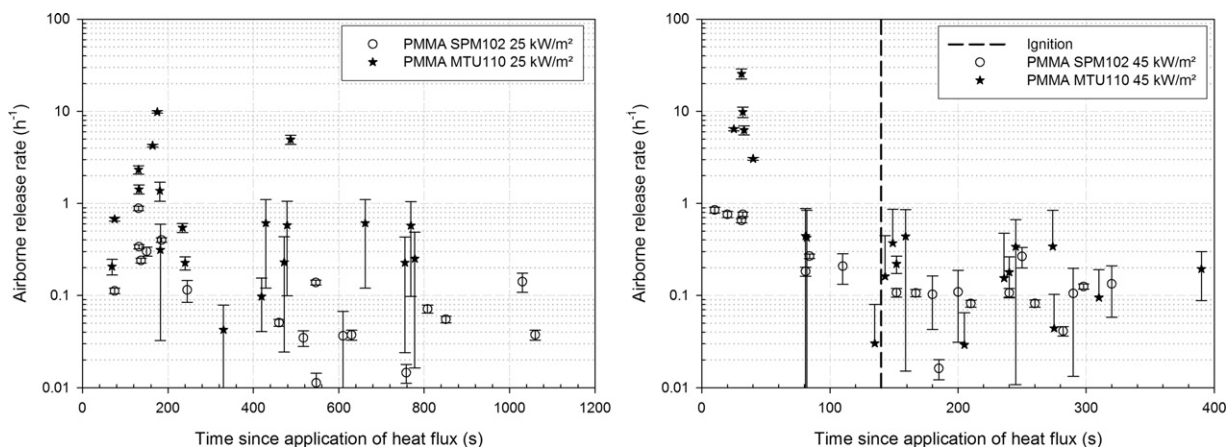 100
10
1
0.1
0.01
Airborne release rate (h⁻¹)
PMMA SPM102 25 kW/m²
PMMA MTU110 25 kW/m²
0 200 400 600 800 1000 1200
Time since application of heat flux (s)
100
10
1
0.1
0.01
Airborne release rate (h⁻¹)
Ignition
PMMA SPM102 45 kW/m²
PMMA MTU110 45 kW/m²
0 100 200 300 400
Time since application of heat flux (s)